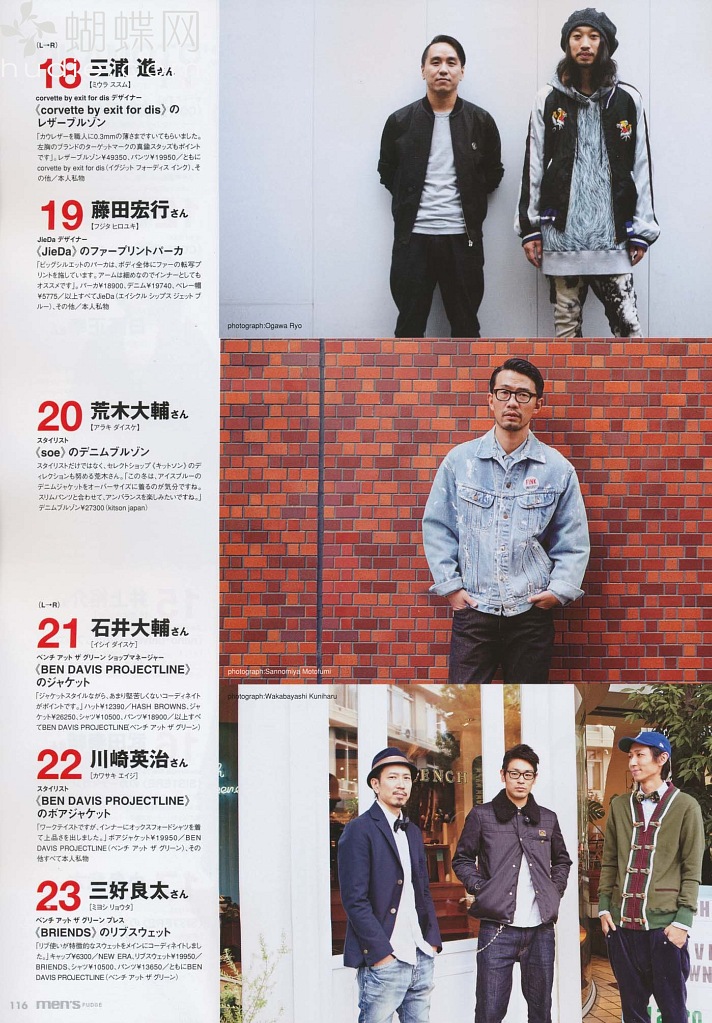 蝴蝶网
(L→R)
18 三浦 進さん
【ミウラ ススム】
corvette by exit for dis デザイナー
《corvette by exit for dis》の
レザーブルゾン
「カウレザーを職人に0.3mmの薄さまですいてもらいました。
左胸のブランドのターゲットマークの真鍮スタッズもポイント
です」。レザーブルゾン¥49350、パンツ¥19950／ともに
corvette by exit for dis（イグジット フォーディス インク）、そ
の他／本人私物
19 藤田宏行さん
【フジタ ヒロユキ】
JieDa デザイナー
《JieDa》のファープリントパーカ
「ビッグシルエットのパーカは、ボディ全体にファーの転写プ
リントを施しています。アームは細めなのでインナーとしても
オススメです」。パーカ¥18900、デニム¥19740、ベレー帽
¥5775／以上すべてJieDa（エイシクル シップス ジェット ブ
ルー）、その他／本人私物
photograph:Ogawa Ryo
20 荒木大輔さん
【アラキ ダイスケ】
スタイリスト
《soe》のデニムブルゾン
スタイリストだけではなく、セレクトショップ《キットソン》のディ
レクションも努める荒木さん。「この冬は、アイスブルーの
デニムジャケットをオーバーサイズに着るのが気分ですね。
スリムパンツと合わせて、アンバランスを楽しみたいですね。」
デニムブルゾン¥27300（kitson japan）
photograph:Sannomiya Motofumi
(L→R)
21 石井大輔さん
【イシイ ダイスケ】
ベンチ アット ザ グリーン ショップマネージャー
《BEN DAVIS PROJECTLINE》
のジャケット
「ジャケットスタイルながら、あまり堅苦しくないコーディネイト
がポイントです。」ハット¥12390／HASH BROWNS、ジャ
ケット¥26250、シャツ¥10500、パンツ¥18900／以上すべ
てBEN DAVIS PROJECTLINE（ベンチ アット ザ グリーン）
22 川崎英治さん
【カワサキ エイジ】
スタイリスト
《BEN DAVIS PROJECTLINE》
のボアジャケット
「ワークテイストですが、インナーにオックスフォードシャツを着
て上品さを出しました。」ボアジャケット¥19950／BEN
DAVIS PROJECTLINE（ベンチ アット ザ グリーン）、その
他すべて本人私物
23 三好良太さん
【ミヨシ リョウタ】
ベンチ アット ザ グリーン プレス
《BRIENDS》のリブスウェット
「リブ使いが特徴的なスウェットをメインにコーディネイトしまし
た。」キャップ¥6300／NEW ERA、リブスウェット¥19950／
BRIENDS、シャツ¥10500、パンツ¥13650／ともにBEN
DAVIS PROJECTLINE（ベンチ アット ザ グリーン）
photograph:Wakabayashi Kuniharu
116 men's FUDGE